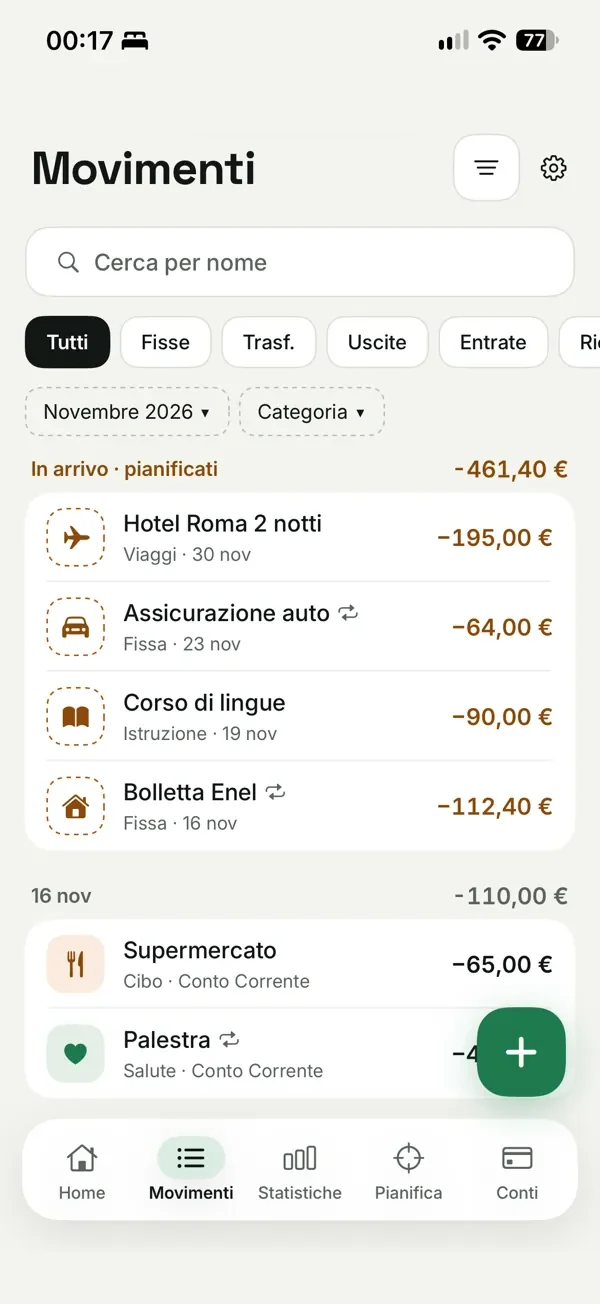 00:17
77
Movimenti
Cerca per nome
Tutti
Fisse
Trasf.
Uscite
Entrate
Ri
Novembre 2026 ▾
Categoria ▾
In arrivo · pianificati
-461,40 €
Hotel Roma 2 notti
−195,00 €
Viaggi · 30 nov
Assicurazione auto
−64,00 €
Fissa · 23 nov
Corso di lingue
−90,00 €
Istruzione · 19 nov
Bolletta Enel
−112,40 €
Fissa · 16 nov
16 nov
-110,00 €
Supermercato
−65,00 €
Cibo · Conto Corrente
Palestra
−4
Salute · Conto Corrente
Home
Movimenti
Statistiche
Pianifica
Conti